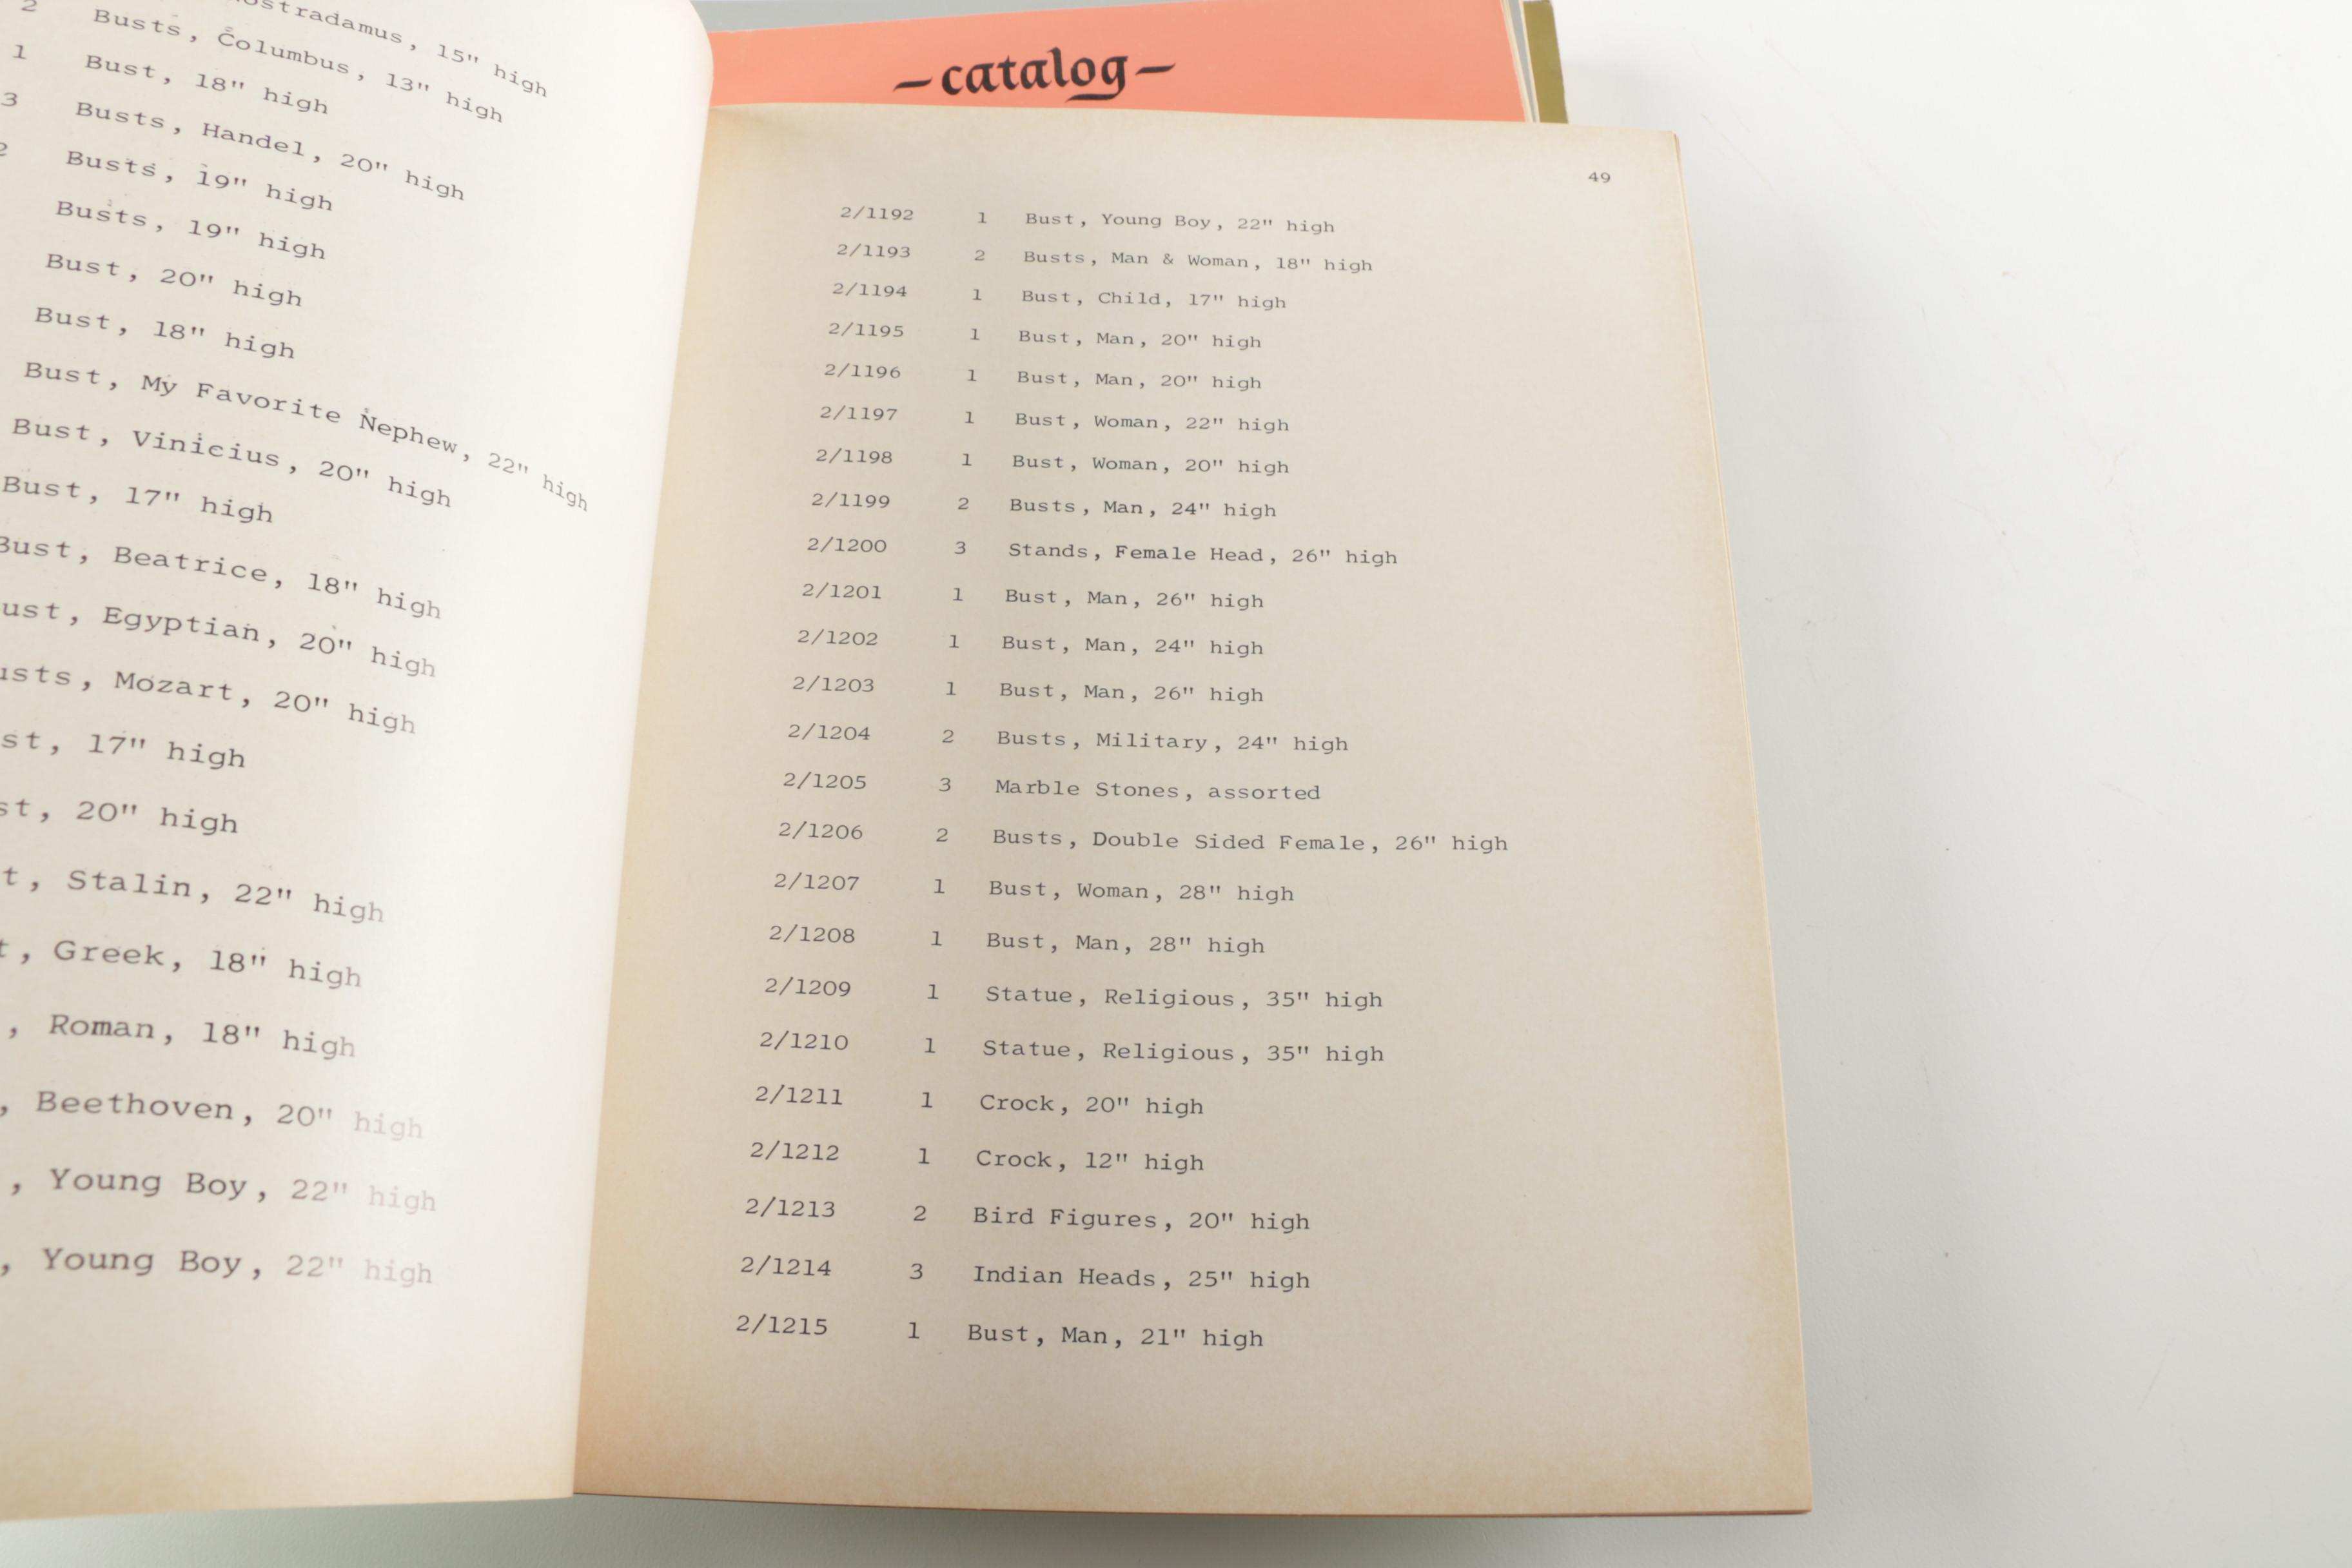 2 Nostradamus, 15" high
Busts, Columbus, 13" high
1 Bust, 18" high
3 Busts, Handel, 20" high
2 Busts, 19" high
Busts, 19" high
Bust, 20" high
Bust, 18" high
Bust, My Favorite Nephew, 22" high
Bust, Vinicius, 20" high
Bust, 17" high
Bust, Beatrice, 18" high
ust, Egyptian, 20" high
usts, Mozart, 20" high
st, 17" high
st, 20" high
t, Stalin, 22" high
t, Greek, 18" high
, Roman, 18" high
, Beethoven, 20" high
, Young Boy, 22" high
, Young Boy, 22" high
-catalog-
49
2/1192 1 Bust, Young Boy, 22" high
2/1193 2 Busts, Man & Woman, 18" high
2/1194 1 Bust, Child, 17" high
2/1195 1 Bust, Man, 20" high
2/1196 1 Bust, Man, 20" high
2/1197 1 Bust, Woman, 22" high
2/1198 1 Bust, Woman, 20" high
2/1199 2 Busts, Man, 24" high
2/1200 3 Stands, Female Head, 26" high
2/1201 1 Bust, Man, 26" high
2/1202 1 Bust, Man, 24" high
2/1203 1 Bust, Man, 26" high
2/1204 2 Busts, Military, 24" high
2/1205 3 Marble Stones, assorted
2/1206 2 Busts, Double Sided Female, 26" high
2/1207 1 Bust, Woman, 28" high
2/1208 1 Bust, Man, 28" high
2/1209 1 Statue, Religious, 35" high
2/1210 1 Statue, Religious, 35" high
2/1211 1 Crock, 20" high
2/1212 1 Crock, 12" high
2/1213 2 Bird Figures, 20" high
2/1214 3 Indian Heads, 25" high
2/1215 1 Bust, Man, 21" high